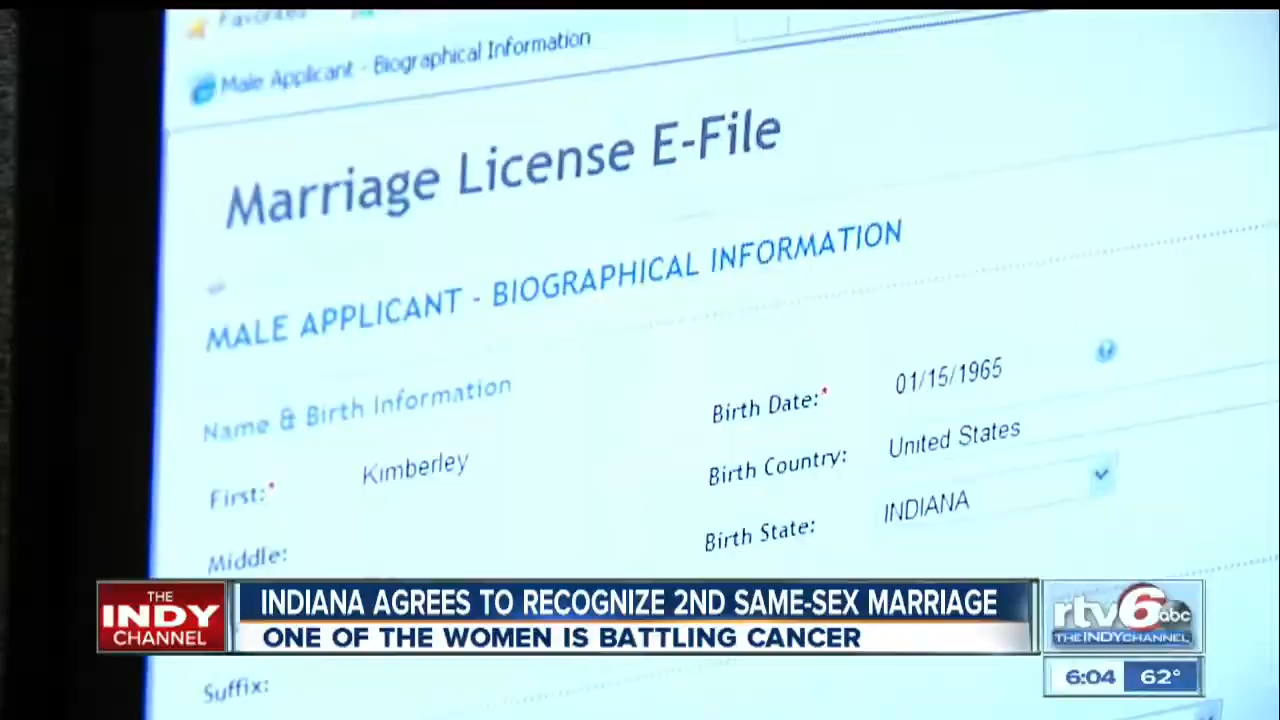 Favorites
Male Applicant - Biographical Information
Marriage License E-File
MALE APPLICANT - BIOGRAPHICAL INFORMATION
Name & Birth Information
First:* Kimberley
Middle:
Suffix:
Birth Date:* 01/15/1965
Birth Country: United States
Birth State: INDIANA
THE
INDY
CHANNEL
INDIANA AGREES TO RECOGNIZE 2ND SAME-SEX MARRIAGE
ONE OF THE WOMEN IS BATTLING CANCER
rtv6 abc
THEINDYCHANNEL
6:04 62°